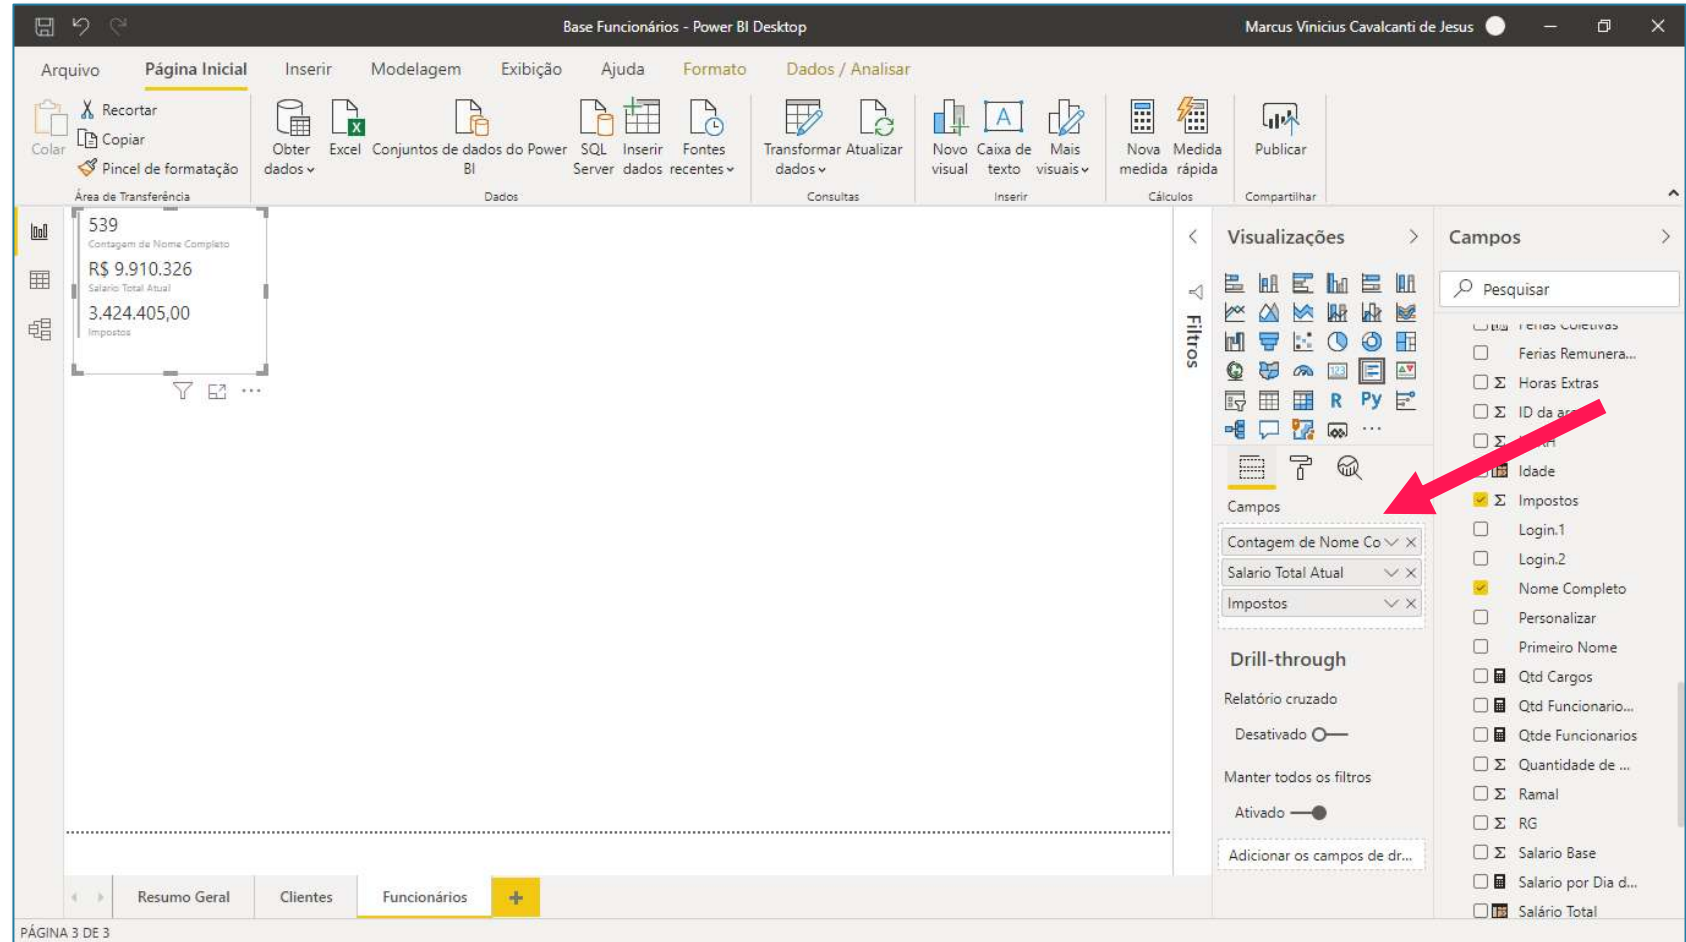 Base Funcionários - Power BI Desktop
Marcus Vinicius Cavalcanti de Jesus
Arquivo
Página Inicial
Inserir
Modelagem
Exibição
Ajuda
Formato
Dados / Analisar
Colar
Recortar
Copiar
Pincel de formatação
Área de Transferência
Obter dados
Excel
Conjuntos de dados do Power BI
SQL Server
Inserir dados
Fontes recentes
Dados
Transformar dados
Atualizar
Consultas
Novo visual
Caixa de texto
Mais visuais
Inserir
Nova medida
Medida rápida
Cálculos
Publicar
Compartilhar
539
Contagem de Nome Completo
R$ 9.910.326
Salario Total Atual
3.424.405,00
Impostos
Filtros
Visualizações
123
R
Py
Campos
Contagem de Nome Co
Salario Total Atual
Impostos
Drill-through
Relatório cruzado
Desativado
Manter todos os filtros
Ativado
Adicionar os campos de dr...
Campos
Pesquisar
Ferias Coletivas
Ferias Remunera...
Σ Horas Extras
Σ ID da
Σ
Idade
Σ Impostos
Login.1
Login.2
Nome Completo
Personalizar
Primeiro Nome
Qtd Cargos
Qtd Funcionario...
Qtde Funcionarios
Σ Quantidade de ...
Σ Ramal
Σ RG
Σ Salario Base
Salario por Dia d...
Salário Total
Resumo Geral
Clientes
Funcionários
+
PÁGINA 3 DE 3